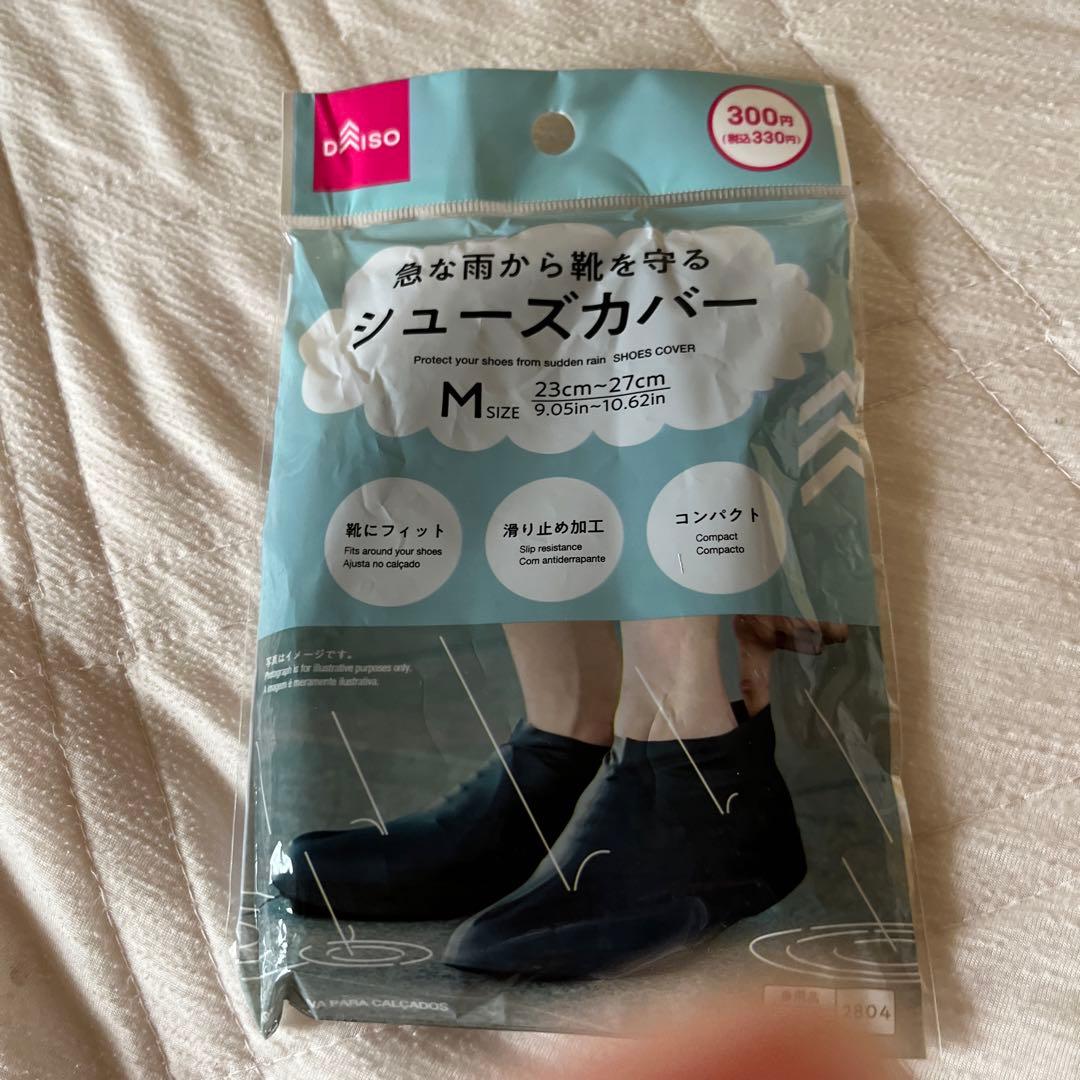 DAISO
300円
(税込330円)
急な雨から靴を守る
シューズカバー
Protect your shoes from sudden rain SHOES COVER
M SIZE
23cm~27cm
9.05in~10.62in
靴にフィット
Fits around your shoes
Ajusta no calçado
滑り止め加工
Slip resistance
Com antiderrapante
コンパクト
Compact
Compacto
写真はイメージです。
Photograph is for illustrative purposes only.
A imagem é meramente ilustrativa.
PARA CALÇADOS
2804